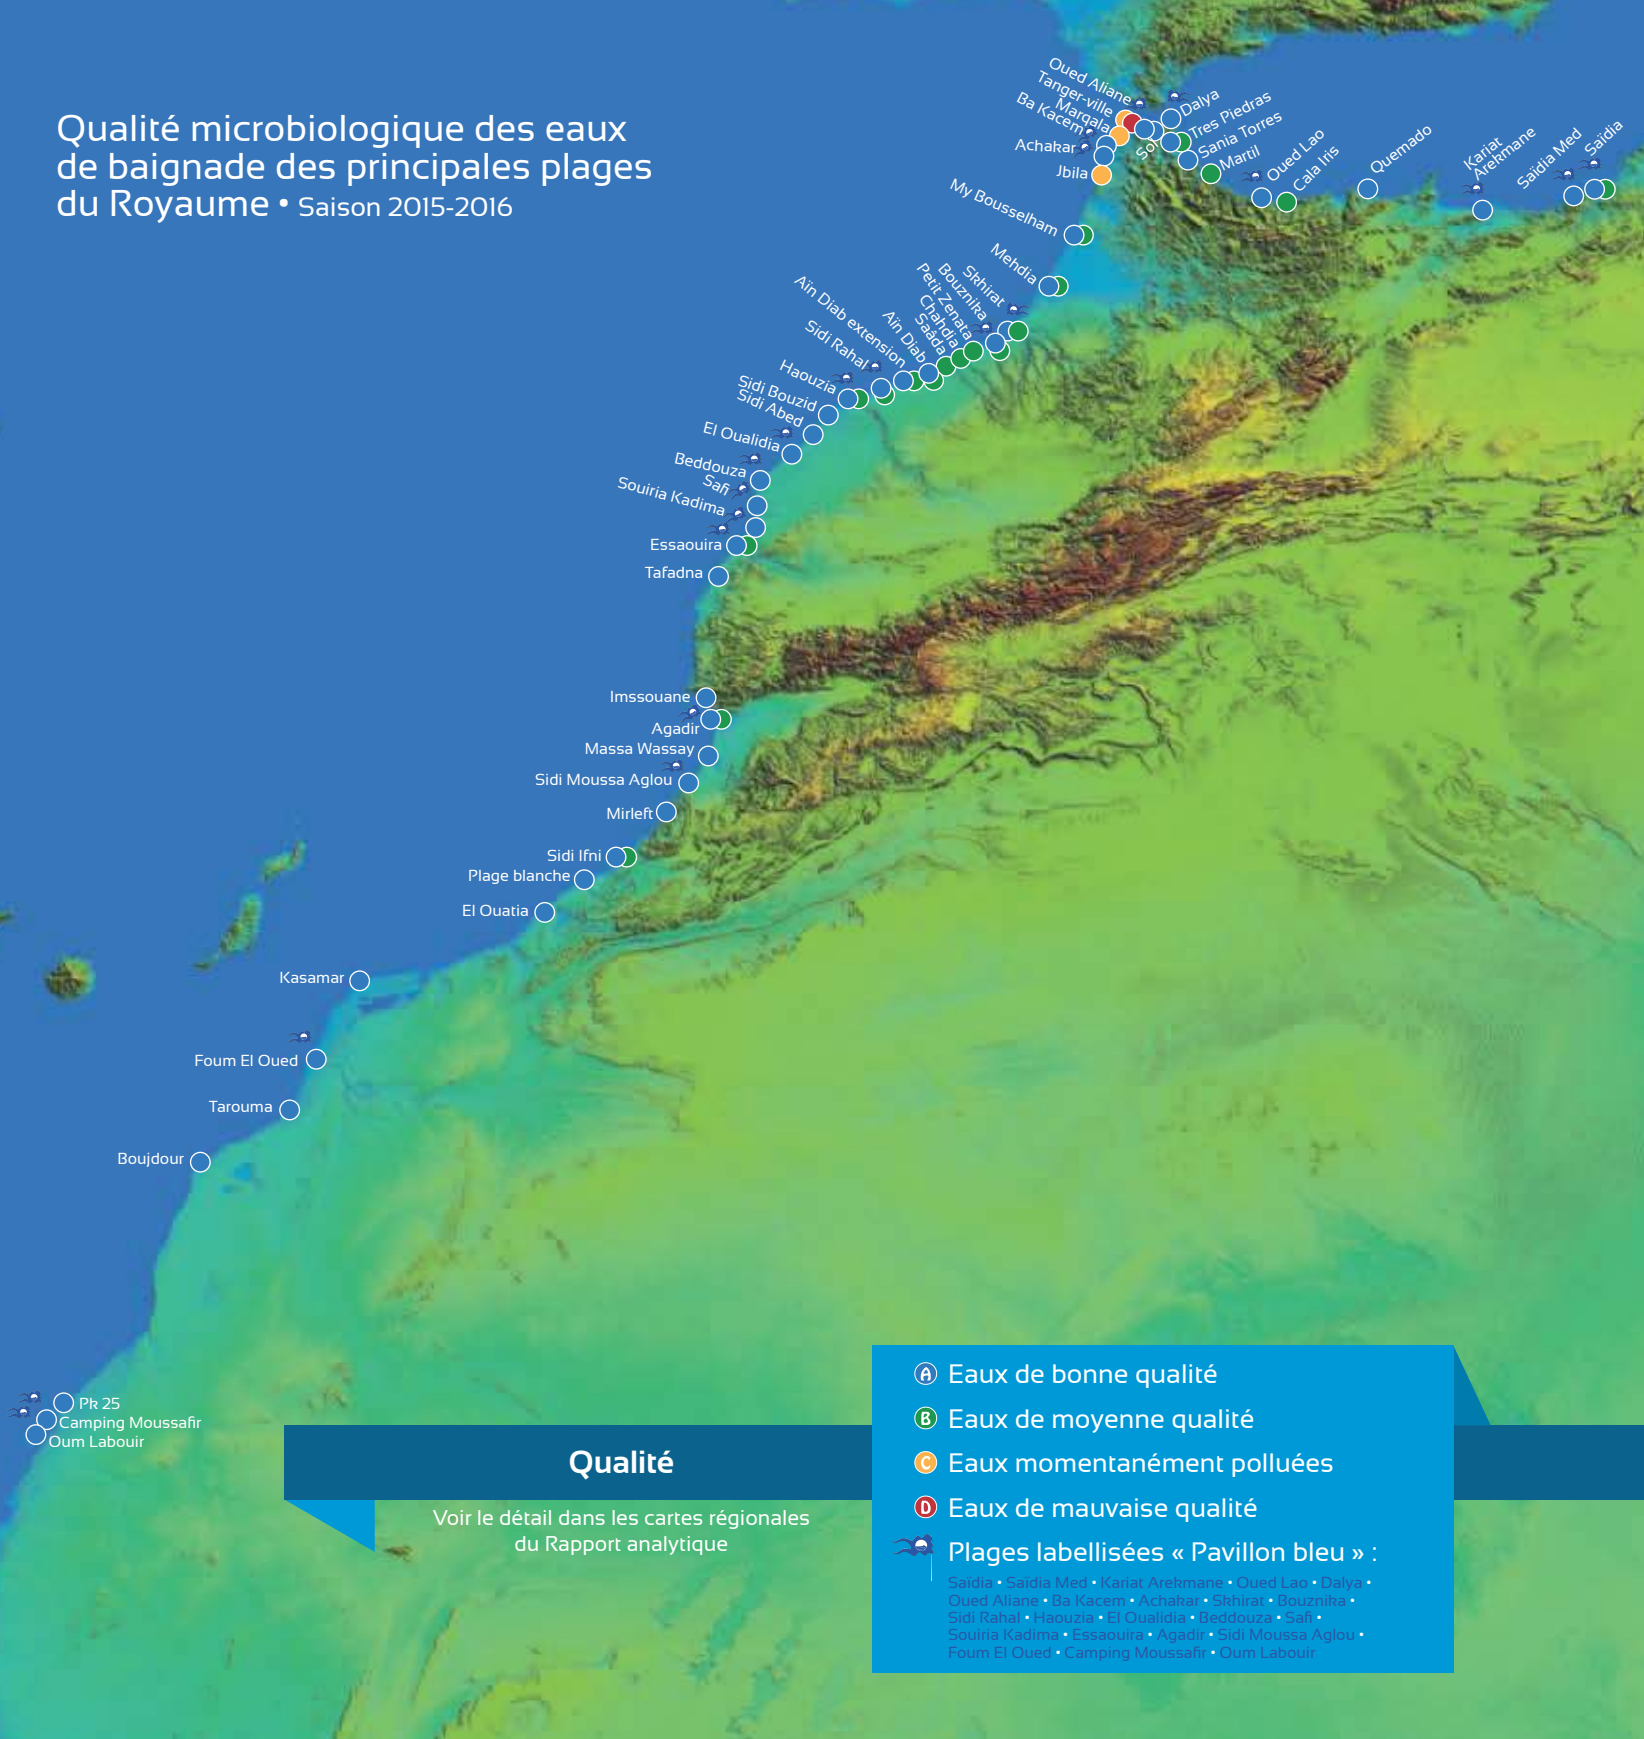 Qualité microbiologique des eaux
de baignade des principales plages
du Royaume • Saison 2015-2016
Oued Aliane
Tanger-ville
Marqala
Ba Kacem
Achakar
Jbila
Dalya
Tres Piedras
Sania Torres
Martil
Oued Lao
Cala Iris
Quemado
Kariat
Arekmane
Saïdia Med
Saïdia
My Bousselham
Mehdia
Skhirat
Bouznika
Petit Zenata
Chahdia
Saâda
Aïn Diab
Aïn Diab extension
Sidi Rahal
Haouzia
Sidi Bouzid
Sidi Abed
El Oualidia
Beddouza
Safi
Souiria Kadima
Essaouira
Tafadna
Imssouane
Agadir
Massa Wassay
Sidi Moussa Aglou
Mirleft
Sidi Ifni
Plage blanche
El Ouatia
Kasamar
Foum El Oued
Tarouma
Boujdour
Pk 25
Camping Moussafir
Oum Labouir
Qualité
Voir le détail dans les cartes régionales
du Rapport analytique
A Eaux de bonne qualité
B Eaux de moyenne qualité
C Eaux momentanément polluées
D Eaux de mauvaise qualité
Plages labellisées « Pavillon bleu » :
Saïdia • Saïdia Med • Kariat Arekmane • Oued Lao • Dalya •
Oued Aliane • Ba Kacem • Achakar • Skhirat • Bouznika •
Sidi Rahal • Haouzia • El Oualidia • Beddouza • Safi •
Souiria Kadima • Essaouira • Agadir • Sidi Moussa Aglou •
Foum El Oued • Camping Moussafir • Oum Labouir